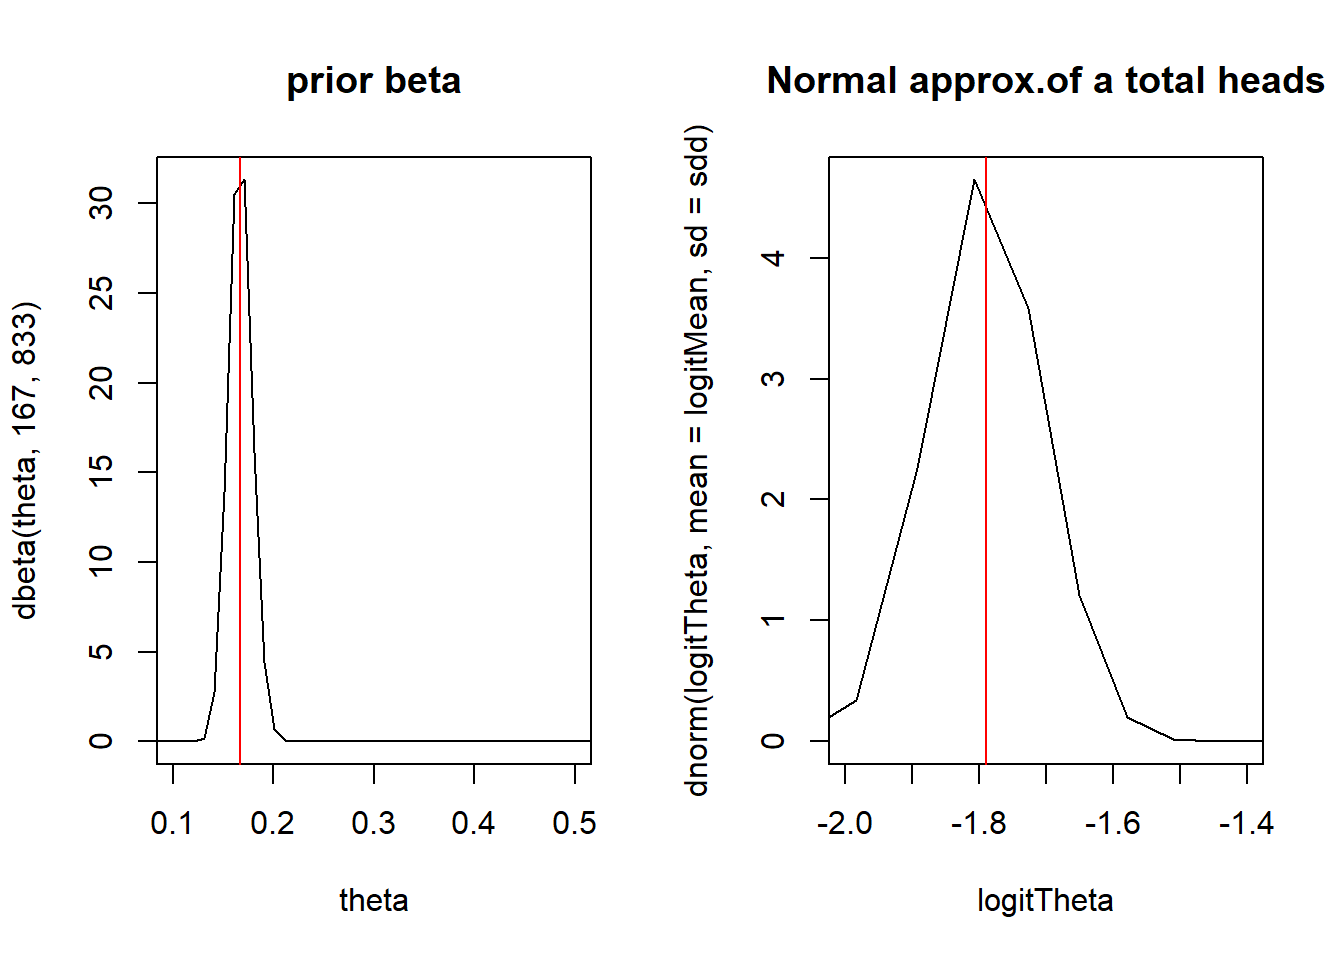 prior beta
dbeta(theta, 167, 833)
30
25
20
15
10
5
0
0.1 0.2 0.3 0.4 0.5
theta
Normal approx.of a total heads
dnorm(logitTheta, mean = logitMean, sd = sdd)
4
3
2
1
0
-2.0 -1.8 -1.6 -1.4
logitTheta